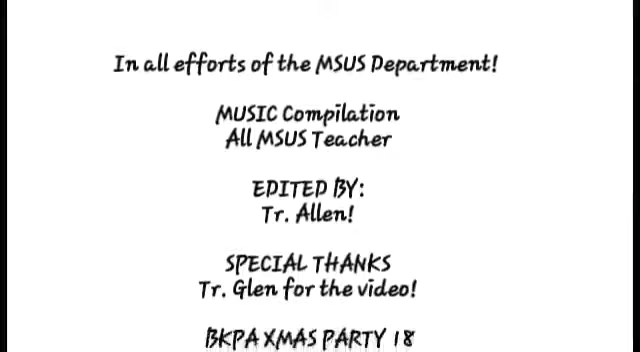 In all efforts of the MSUS Department!
MUSIC Compilation
All MSUS Teacher
EDITED BY:
Tr. Allen!
SPECIAL THANKS
Tr. Glen for the video!
BKPA XMAS PARTY 18